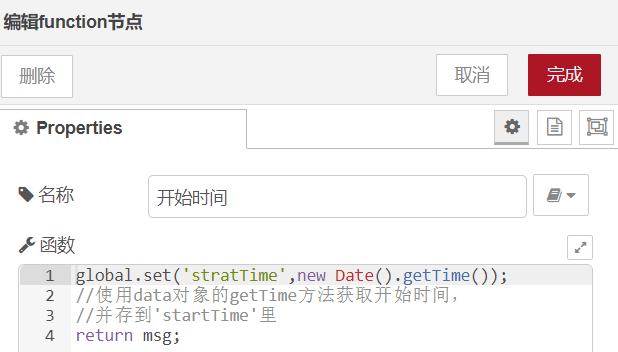 编辑function节点
删除 取消 完成
Properties
名称 开始时间
函数
1 global.set('stratTime',new Date().getTime());
2 //使用data对象的getTime方法获取开始时间，
3 //并存到'startTime'里
4 return msg;